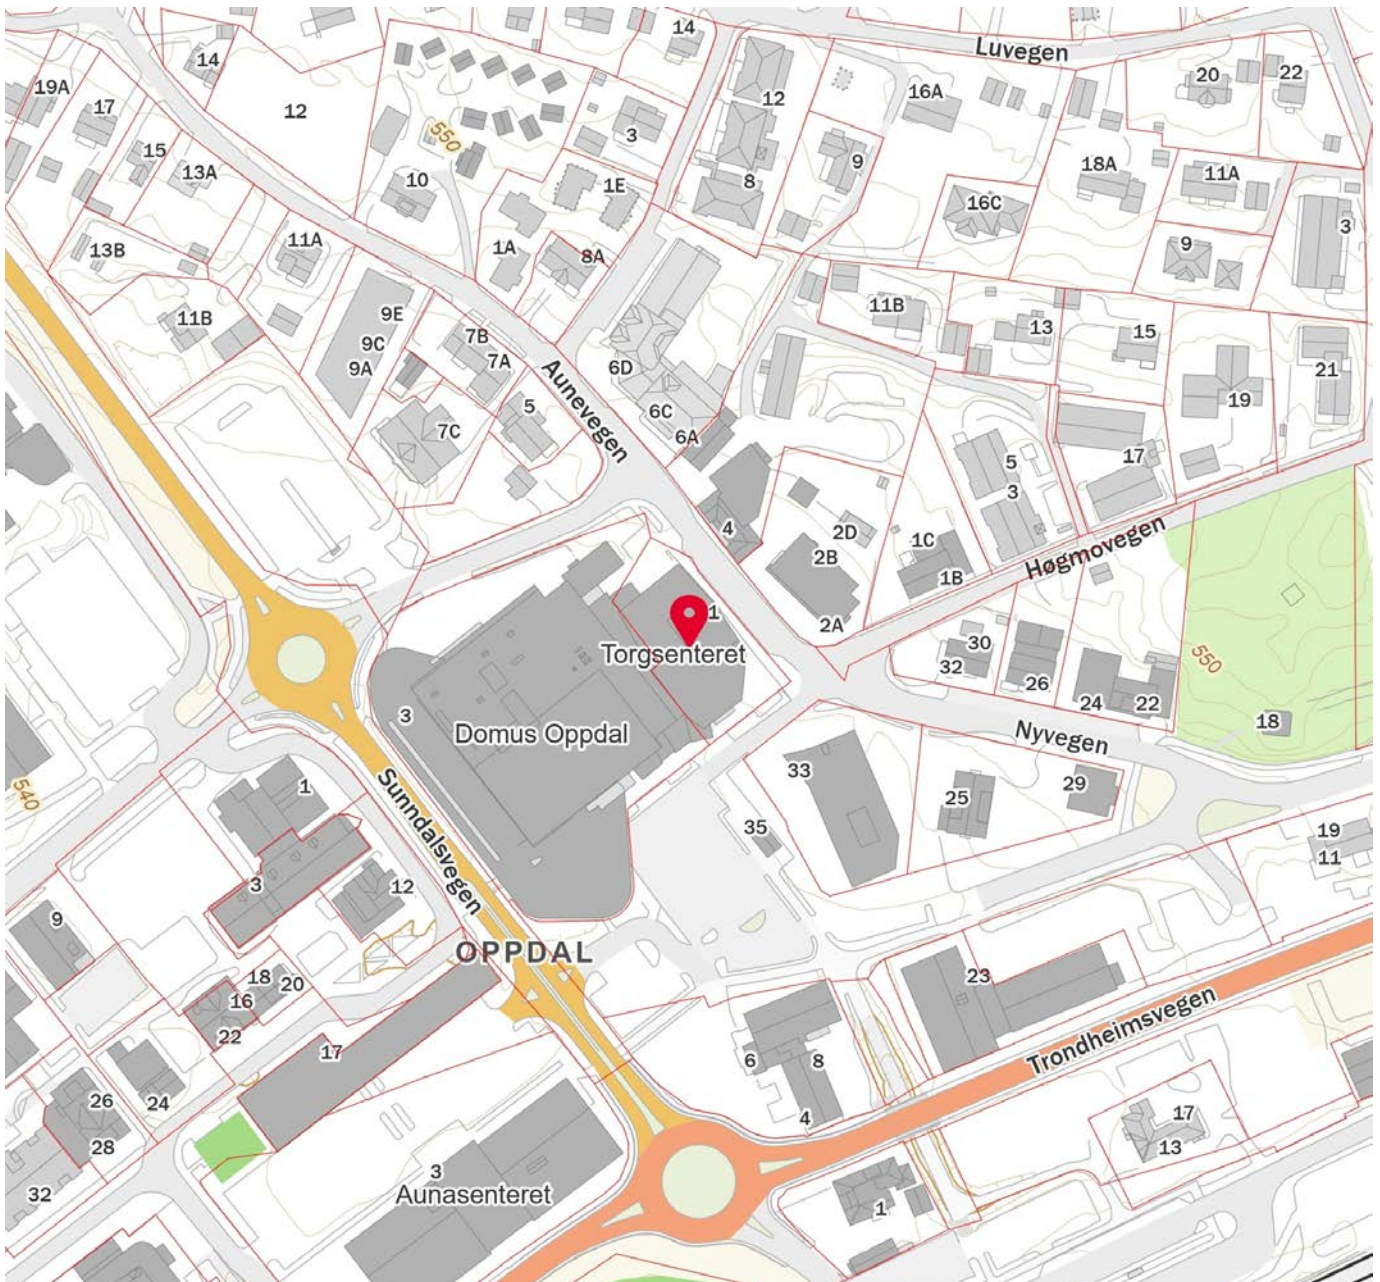 Luvegen
14
14
12
20
22
19A
17
12
16A
550
3
15
13A
10
1E
8
9
18A
11A
16C
3
13B
11A
1A
8A
9
11B
9E
9C
9A
7B
7A
11B
13
15
6D
Aunevegen
21
5
7C
6C
6A
19
5
3
17
4
2D
2B
1C
1B
Høgmovegen
1
2A
Torgsenteret
30
32
26
550
24
22
18
3
Domus Oppdal
Nyvegen
33
540
1
Sunndalsvegen
25
29
35
19
11
3
12
9
OPPDAL
18
20
16
22
23
17
Trondheimsvegen
6
8
4
26
24
28
17
13
3
32
Aunasenteret
1